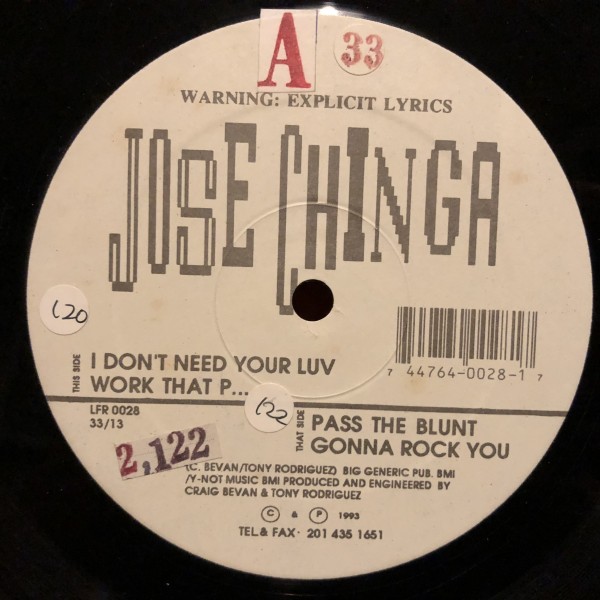 A
33
WARNING: EXPLICIT LYRICS
JOSE CHINGA
120
7 44764-0028-1 7
THIS SIDE
I DON'T NEED YOUR LUV
WORK THAT P...
122
LFR 0028
33/13
THAT SIDE
PASS THE BLUNT
GONNA ROCK YOU
2,122
(C. BEVAN/TONY RODRIGUEZ) BIG GENERIC PUB. BMI
/Y-NOT MUSIC BMI PRODUCED AND ENGINEERED BY
CRAIG BEVAN & TONY RODRIGUEZ
© & ℗ 1993
TEL & FAX· 201 435 1651